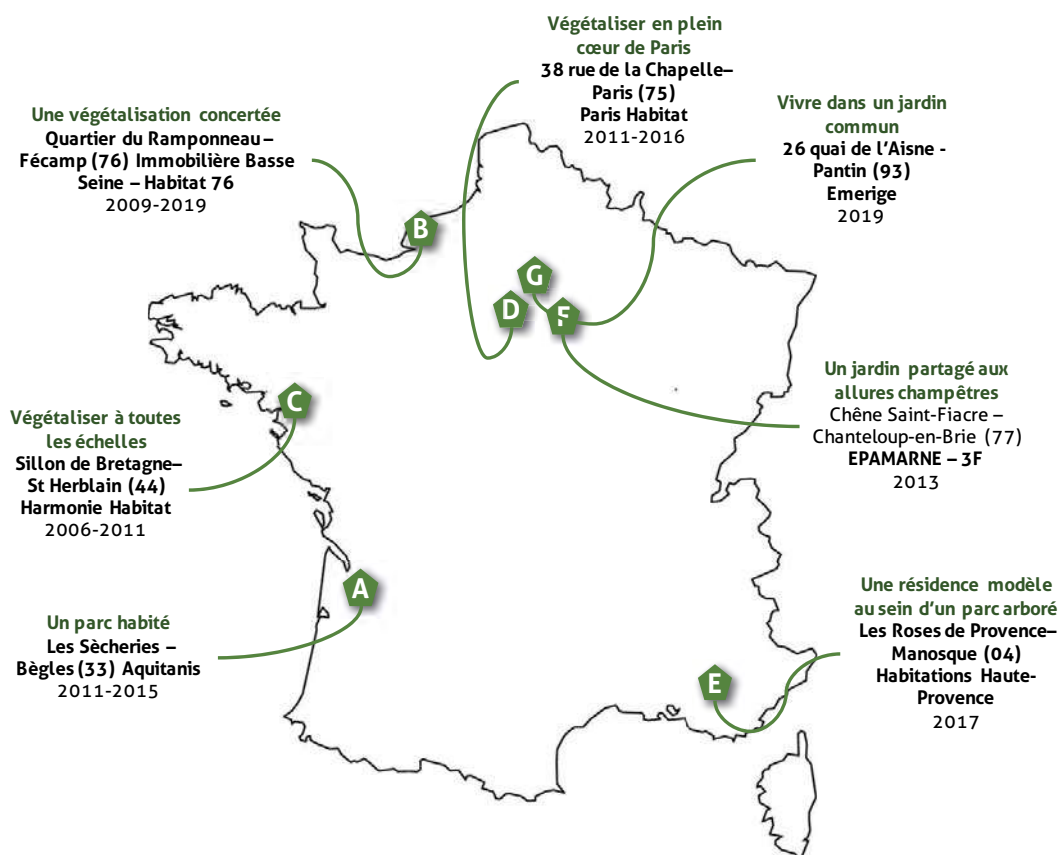 Végétaliser en plein
cœur de Paris
38 rue de la Chapelle–
Paris (75)
Paris Habitat
2011-2016
Une végétalisation concertée
Quartier du Ramponneau –
Fécamp (76) Immobilière Basse
Seine – Habitat 76
2009-2019
Vivre dans un jardin
commun
26 quai de l'Aisne -
Pantin (93)
Emerige
2019
B
G
D
F
C
Végétaliser à toutes
les échelles
Sillon de Bretagne–
St Herblain (44)
Harmonie Habitat
2006-2011
Un jardin partagé aux
allures champêtres
Chêne Saint-Fiacre –
Chanteloup-en-Brie (77)
EPAMARNE – 3F
2013
A
Un parc habité
Les Sècheries –
Bègles (33) Aquitanis
2011-2015
E
Une résidence modèle
au sein d'un parc arboré
Les Roses de Provence–
Manosque (04)
Habitations Haute-
Provence
2017